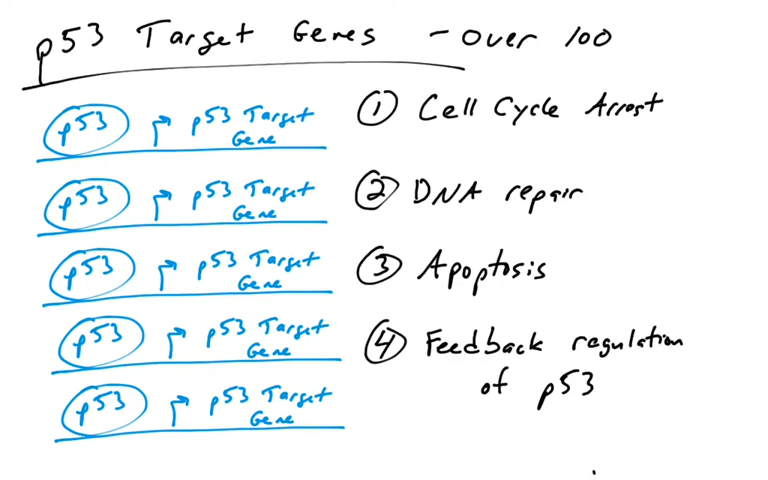 p53 Target Genes - Over 100
p53 p53 Target
Gene
p53 p53 Target
Gene
p53 p53 Target
Gene
p53 p53 Target
Gene
p53 p53 Target
Gene
① Cell Cycle Arrest
② DNA repair
③ Apoptosis
④ Feedback regulation
of p53